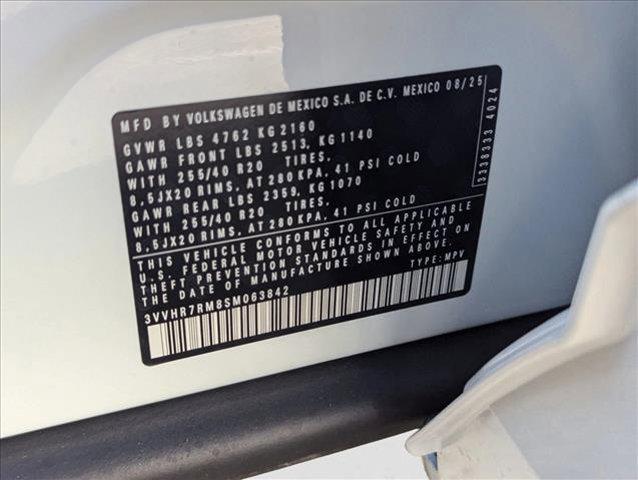 MFD BY VOLKSWAGEN DE MEXICO S.A. DE C.V. MEXICO 08/25
GVWR LBS 4762 KG 2160
GAWR FRONT LBS 2513, KG 1140
WITH 255/40 R20 TIRES,
8,5JX20 RIMS, AT 280 KPA, 41 PSI COLD
GAWR REAR LBS 2359, KG 1070
WITH 255/40 R20 TIRES,
8,5JX20 RIMS, AT 280 KPA, 41 PSI COLD
THIS VEHICLE CONFORMS TO ALL APPLICABLE
U.S. FEDERAL MOTOR VEHICLE SAFETY AND
THEFT PREVENTION STANDARDS IN EFFECT ON
THE DATE OF MANUFACTURE SHOWN ABOVE.
TYPE: MPV
3VVHR7RM8SM063842
3338333 4024